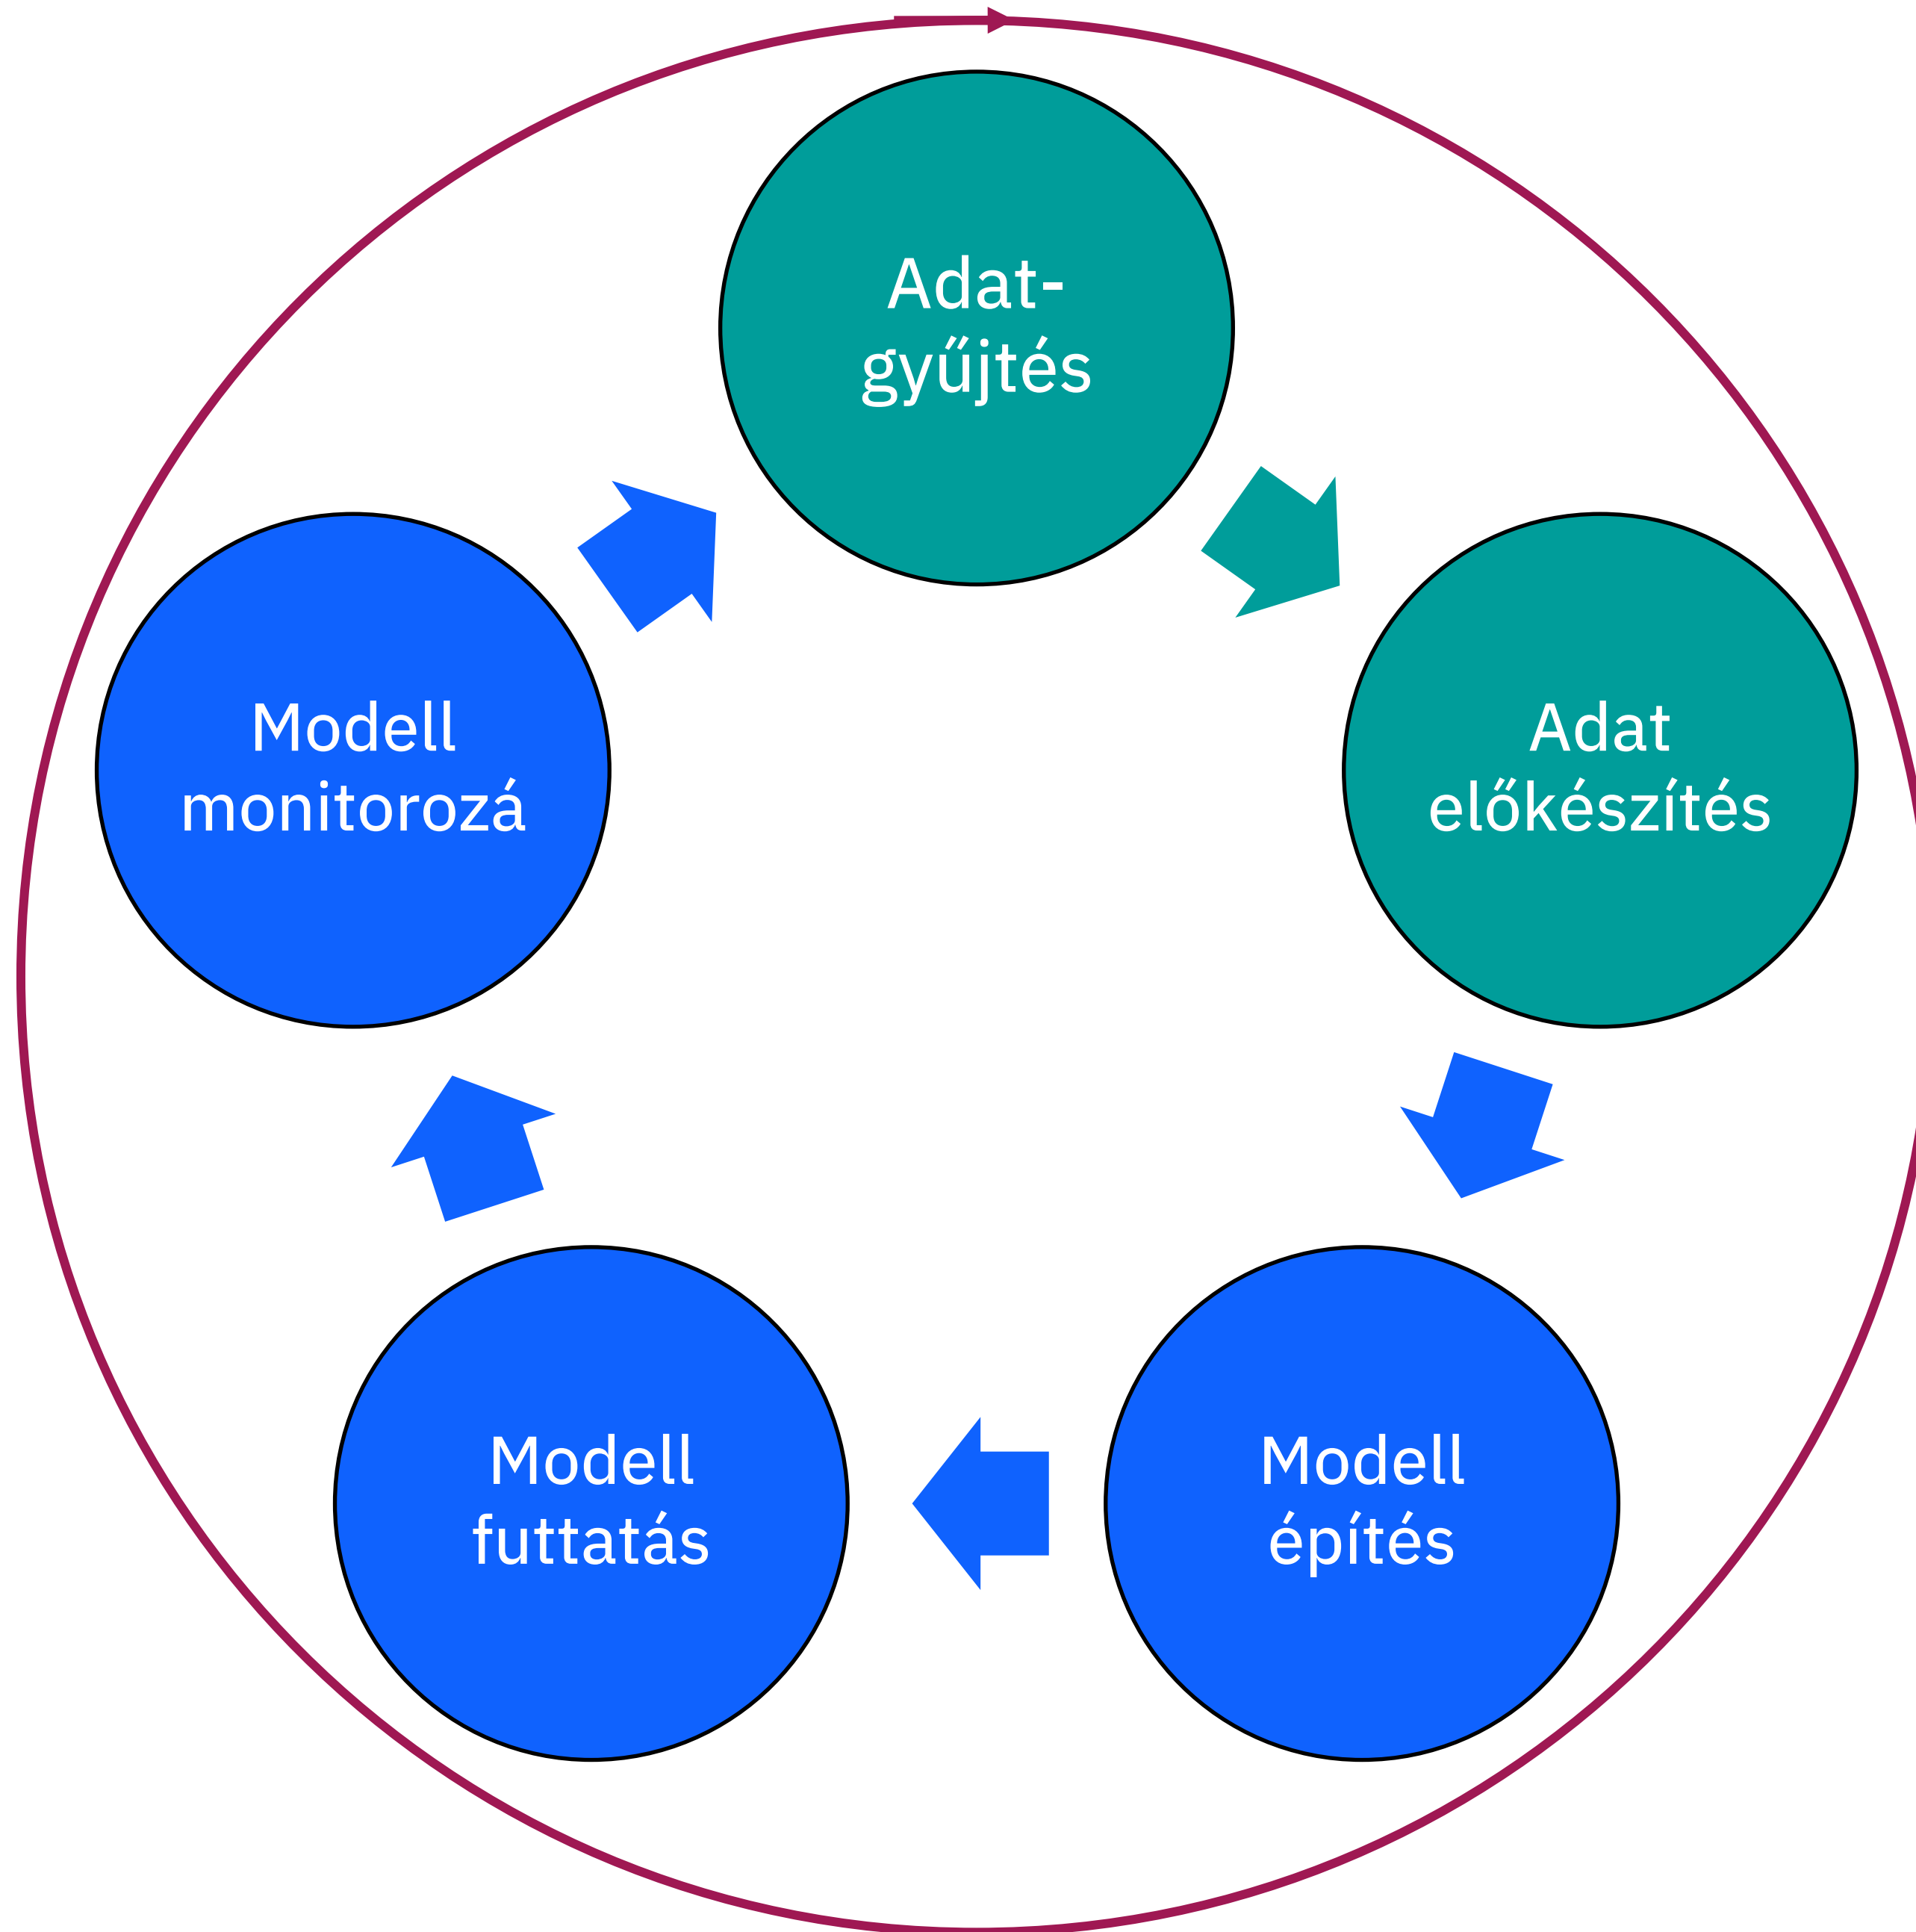 Adat-
gyűjtés
Adat
előkészítés
Modell
építés
Modell
futtatás
Modell
monitorozá